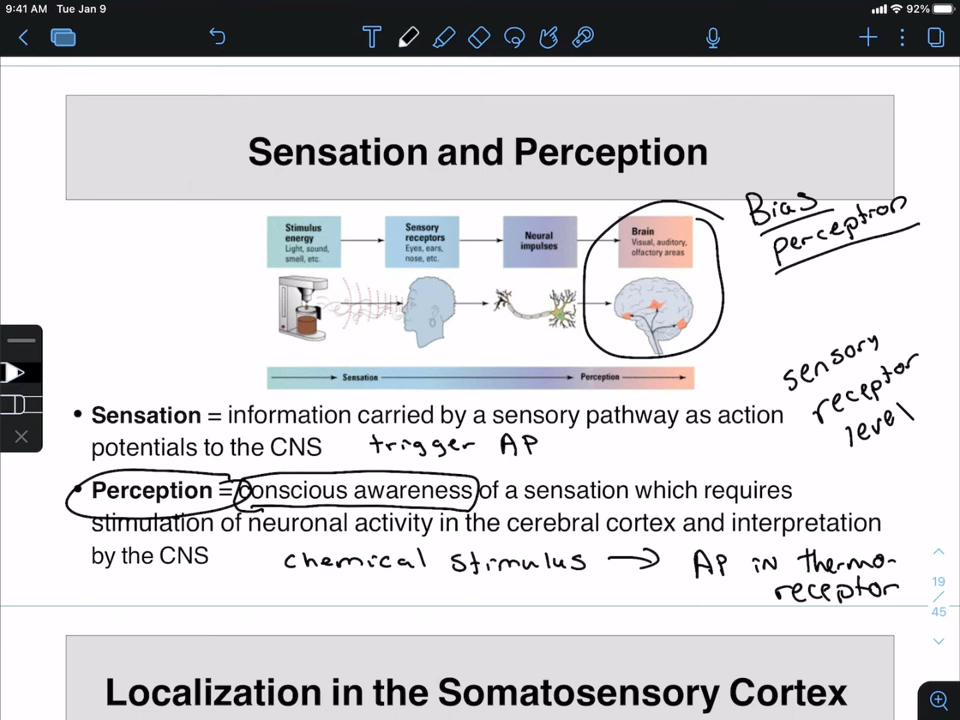 9:41 AM Tue Jan 9
92%
Sensation and Perception
Bias
perception
Stimulus
energy
Light, sound,
smell, etc.
Sensory
receptors
Eyes, ears,
nose, etc.
Neural
impulses
Brain
Visual, auditory,
olfactory areas
Sensation
Perception
sensory
receptor
level
• Sensation = information carried by a sensory pathway as action
potentials to the CNS trigger AP
• Perception = conscious awareness of a sensation which requires
stimulation of neuronal activity in the cerebral cortex and interpretation
by the CNS
chemical stimulus → AP in thermo-
receptor
19
/
45
Localization in the Somatosensory Cortex